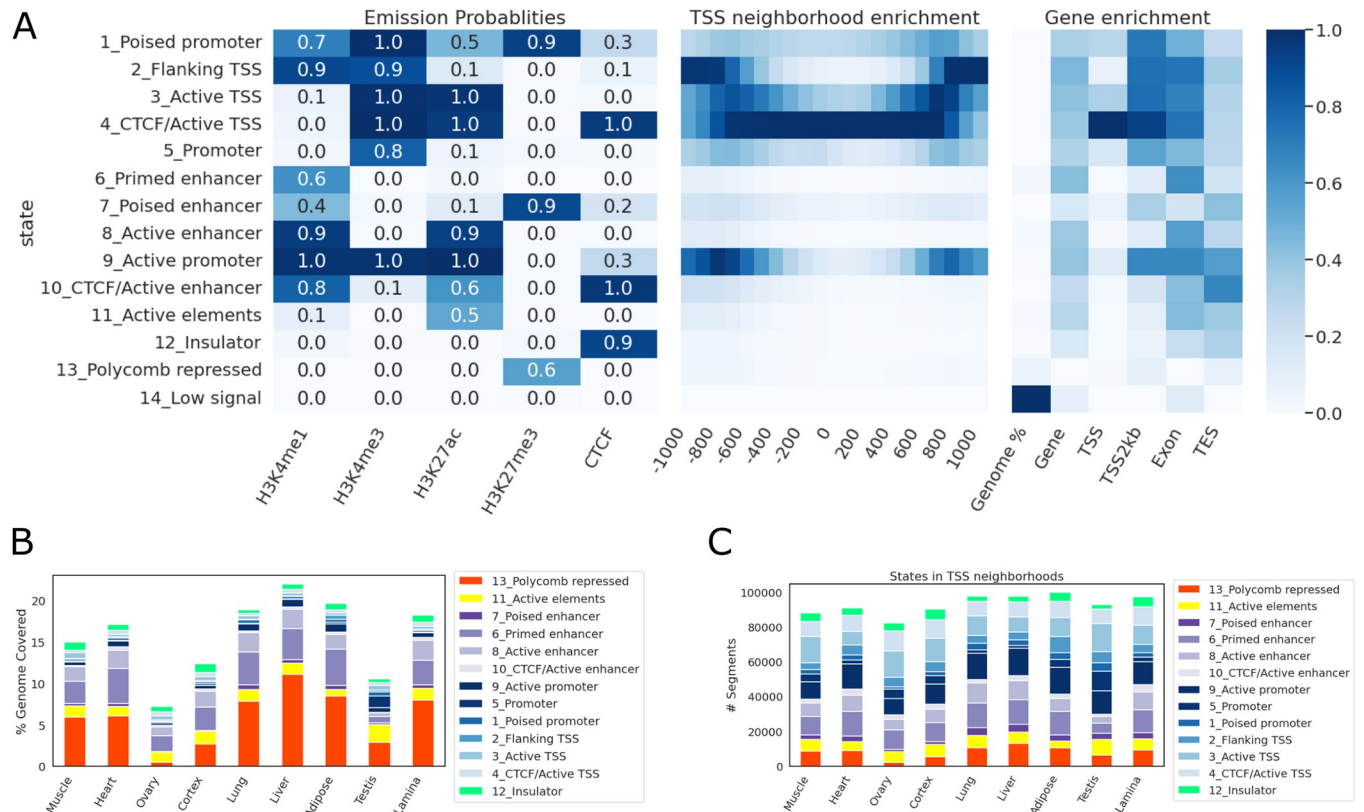 A
Emission Probablities
TSS neighborhood enrichment
Gene enrichment
state
1_Poised promoter 0.7 1.0 0.5 0.9 0.3
2_Flanking TSS 0.9 0.9 0.1 0.0 0.1
3_Active TSS 0.1 1.0 1.0 0.0 0.0
4_CTCF/Active TSS 0.0 1.0 1.0 0.0 1.0
5_Promoter 0.0 0.8 0.1 0.0 0.0
6_Primed enhancer 0.6 0.0 0.0 0.0 0.0
7_Poised enhancer 0.4 0.0 0.1 0.9 0.2
8_Active enhancer 0.9 0.0 0.9 0.0 0.0
9_Active promoter 1.0 1.0 1.0 0.0 0.3
10_CTCF/Active enhancer 0.8 0.1 0.6 0.0 1.0
11_Active elements 0.1 0.0 0.5 0.0 0.0
12_Insulator 0.0 0.0 0.0 0.0 0.9
13_Polycomb repressed 0.0 0.0 0.0 0.6 0.0
14_Low signal 0.0 0.0 0.0 0.0 0.0
H3K4me1 H3K4me3 H3K27ac H3K27me3 CTCF
-1000 -800 -600 -400 -200 0 200 400 600 800 1000
Genome % Gene TSS TSS2kb Exon TES
1.0
0.8
0.6
0.4
0.2
0.0
B
% Genome Covered
20
15
10
5
0
Muscle Heart Ovary Cortex Lung Liver Adipose Testis Lamina
13_Polycomb repressed
11_Active elements
7_Poised enhancer
6_Primed enhancer
8_Active enhancer
10_CTCF/Active enhancer
9_Active promoter
5_Promoter
1_Poised promoter
2_Flanking TSS
3_Active TSS
4_CTCF/Active TSS
12_Insulator
C
States in TSS neighborhoods
# Segments
100000
80000
60000
40000
20000
0
Muscle Heart Ovary Cortex Lung Liver Adipose Testis Lamina
13_Polycomb repressed
11_Active elements
7_Poised enhancer
6_Primed enhancer
8_Active enhancer
10_CTCF/Active enhancer
9_Active promoter
5_Promoter
1_Poised promoter
2_Flanking TSS
3_Active TSS
4_CTCF/Active TSS
12_Insulator